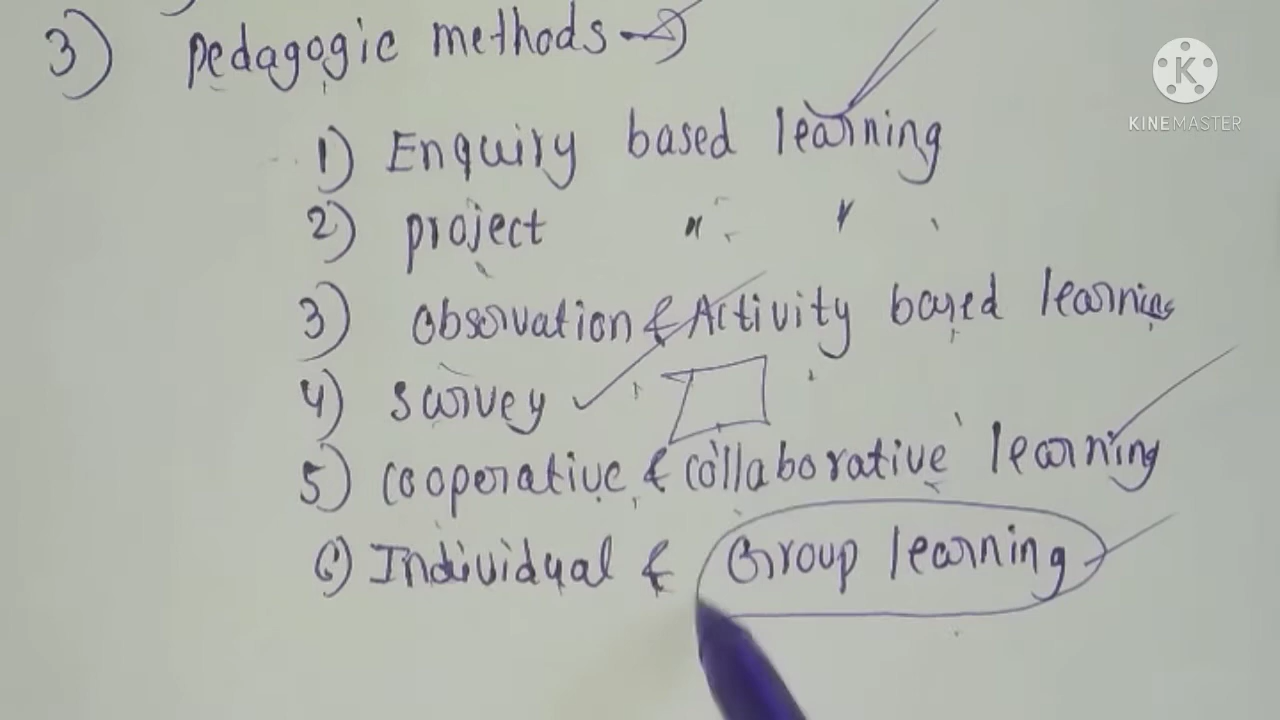 3) Pedagogic methods →
1) Enquiry based learning
2) project " "
3) Observation & Activity based learning
4) Survey
5) cooperative & collaborative learning
6) Individual & Group learning
K
KINEMASTER